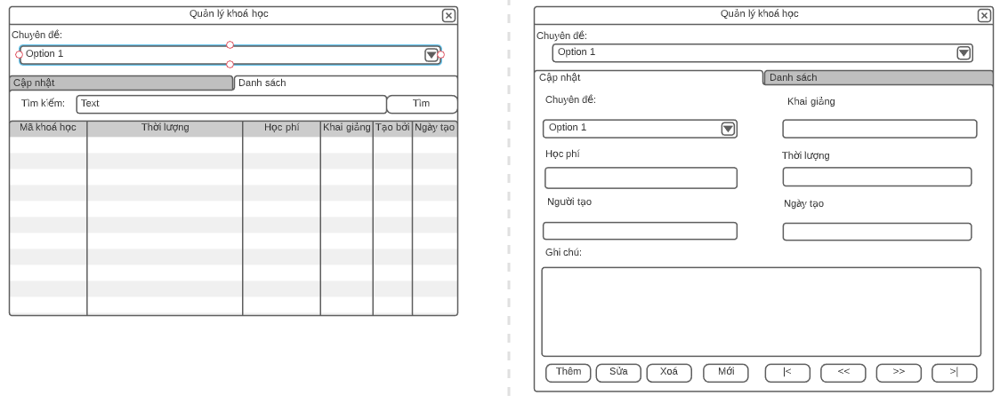 Quản lý khoá học
Chuyên đề:
Option 1
Cập nhật Danh sách
Tìm kiếm: Text Tìm
Mã khoá học Thời lượng Học phí Khai giảng Tạo bởi Ngày tạo
Quản lý khoá học
Chuyên đề:
Option 1
Cập nhật Danh sách
Chuyên đề: Khai giảng
Option 1
Học phí Thời lượng
Người tạo Ngày tạo
Ghi chú:
Thêm Sửa Xoá Mới |< << >> >|